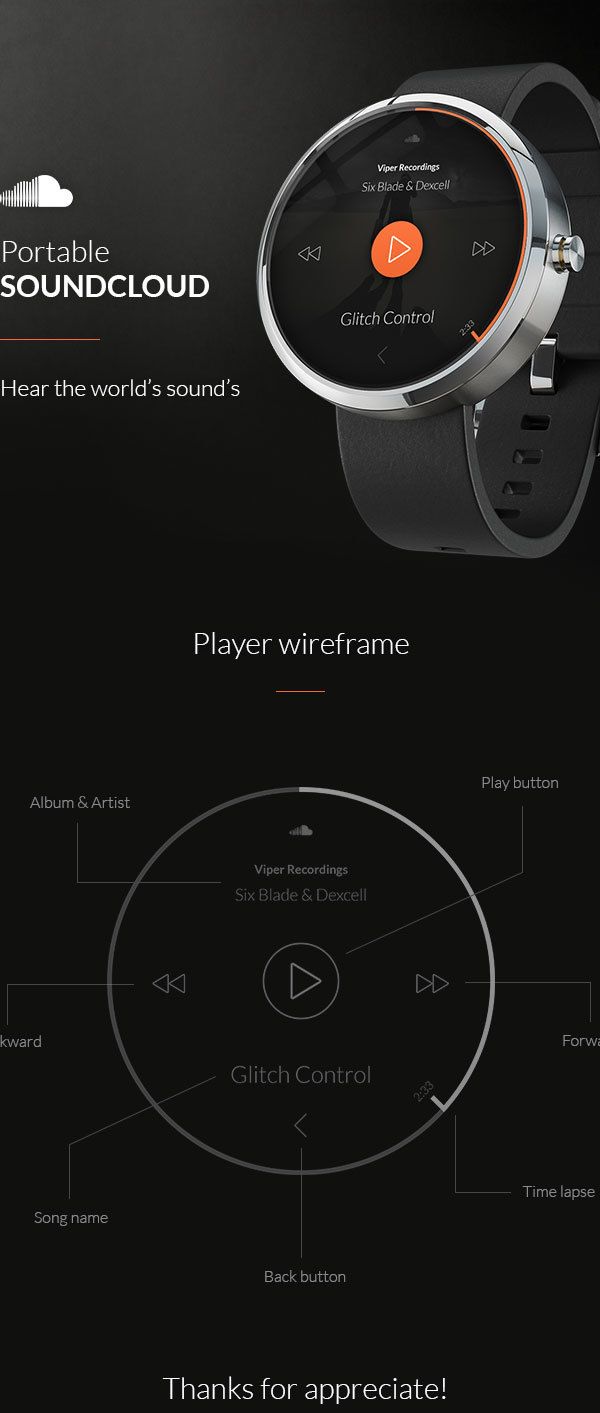 Portable
SOUNDCLOUD
Hear the world's sound's
Viper Recordings
Six Blade & Dexcell
Glitch Control
2:33
Player wireframe
Album & Artist
Play button
Viper Recordings
Six Blade & Dexcell
kward
Forwa
Glitch Control
2:33
Song name
Time lapse
Back button
Thanks for appreciate!